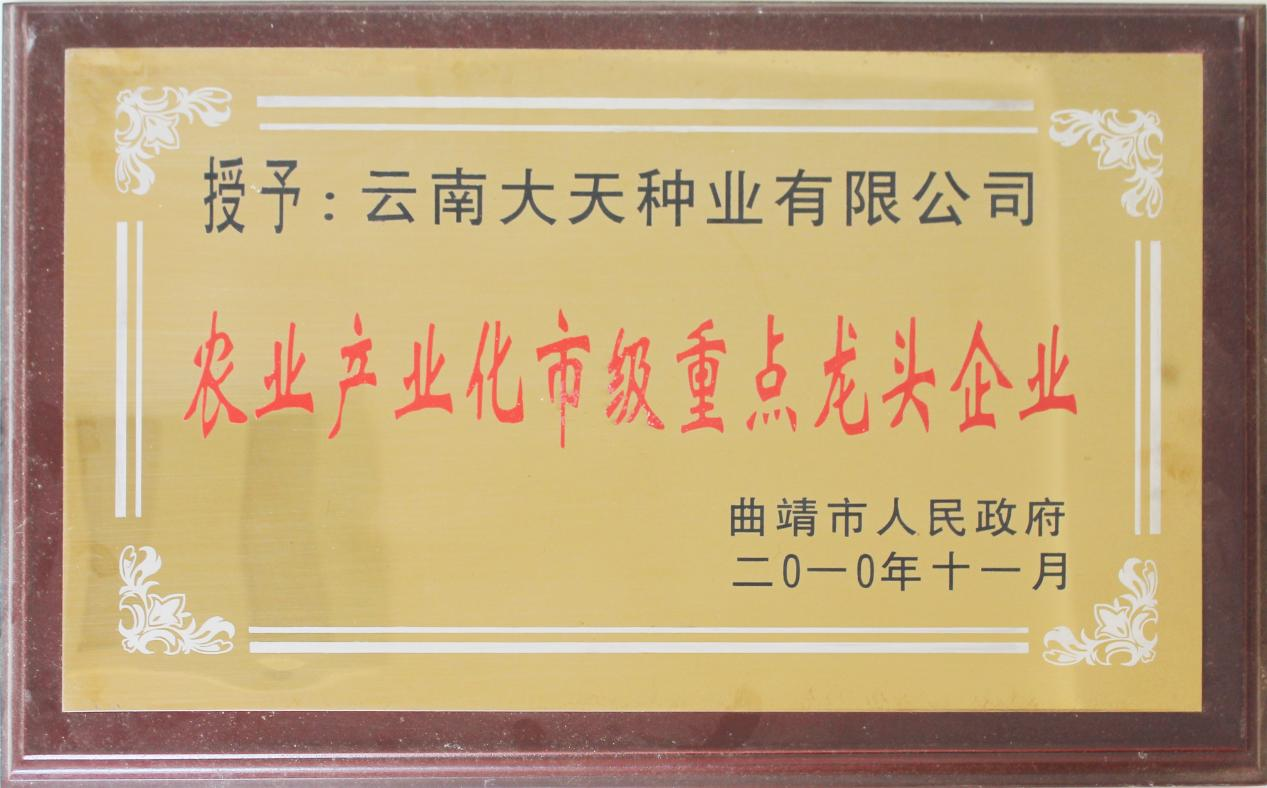 授予：云南大天种业有限公司
农业产业化市级重点龙头企业
曲靖市人民政府
二0一0年十一月